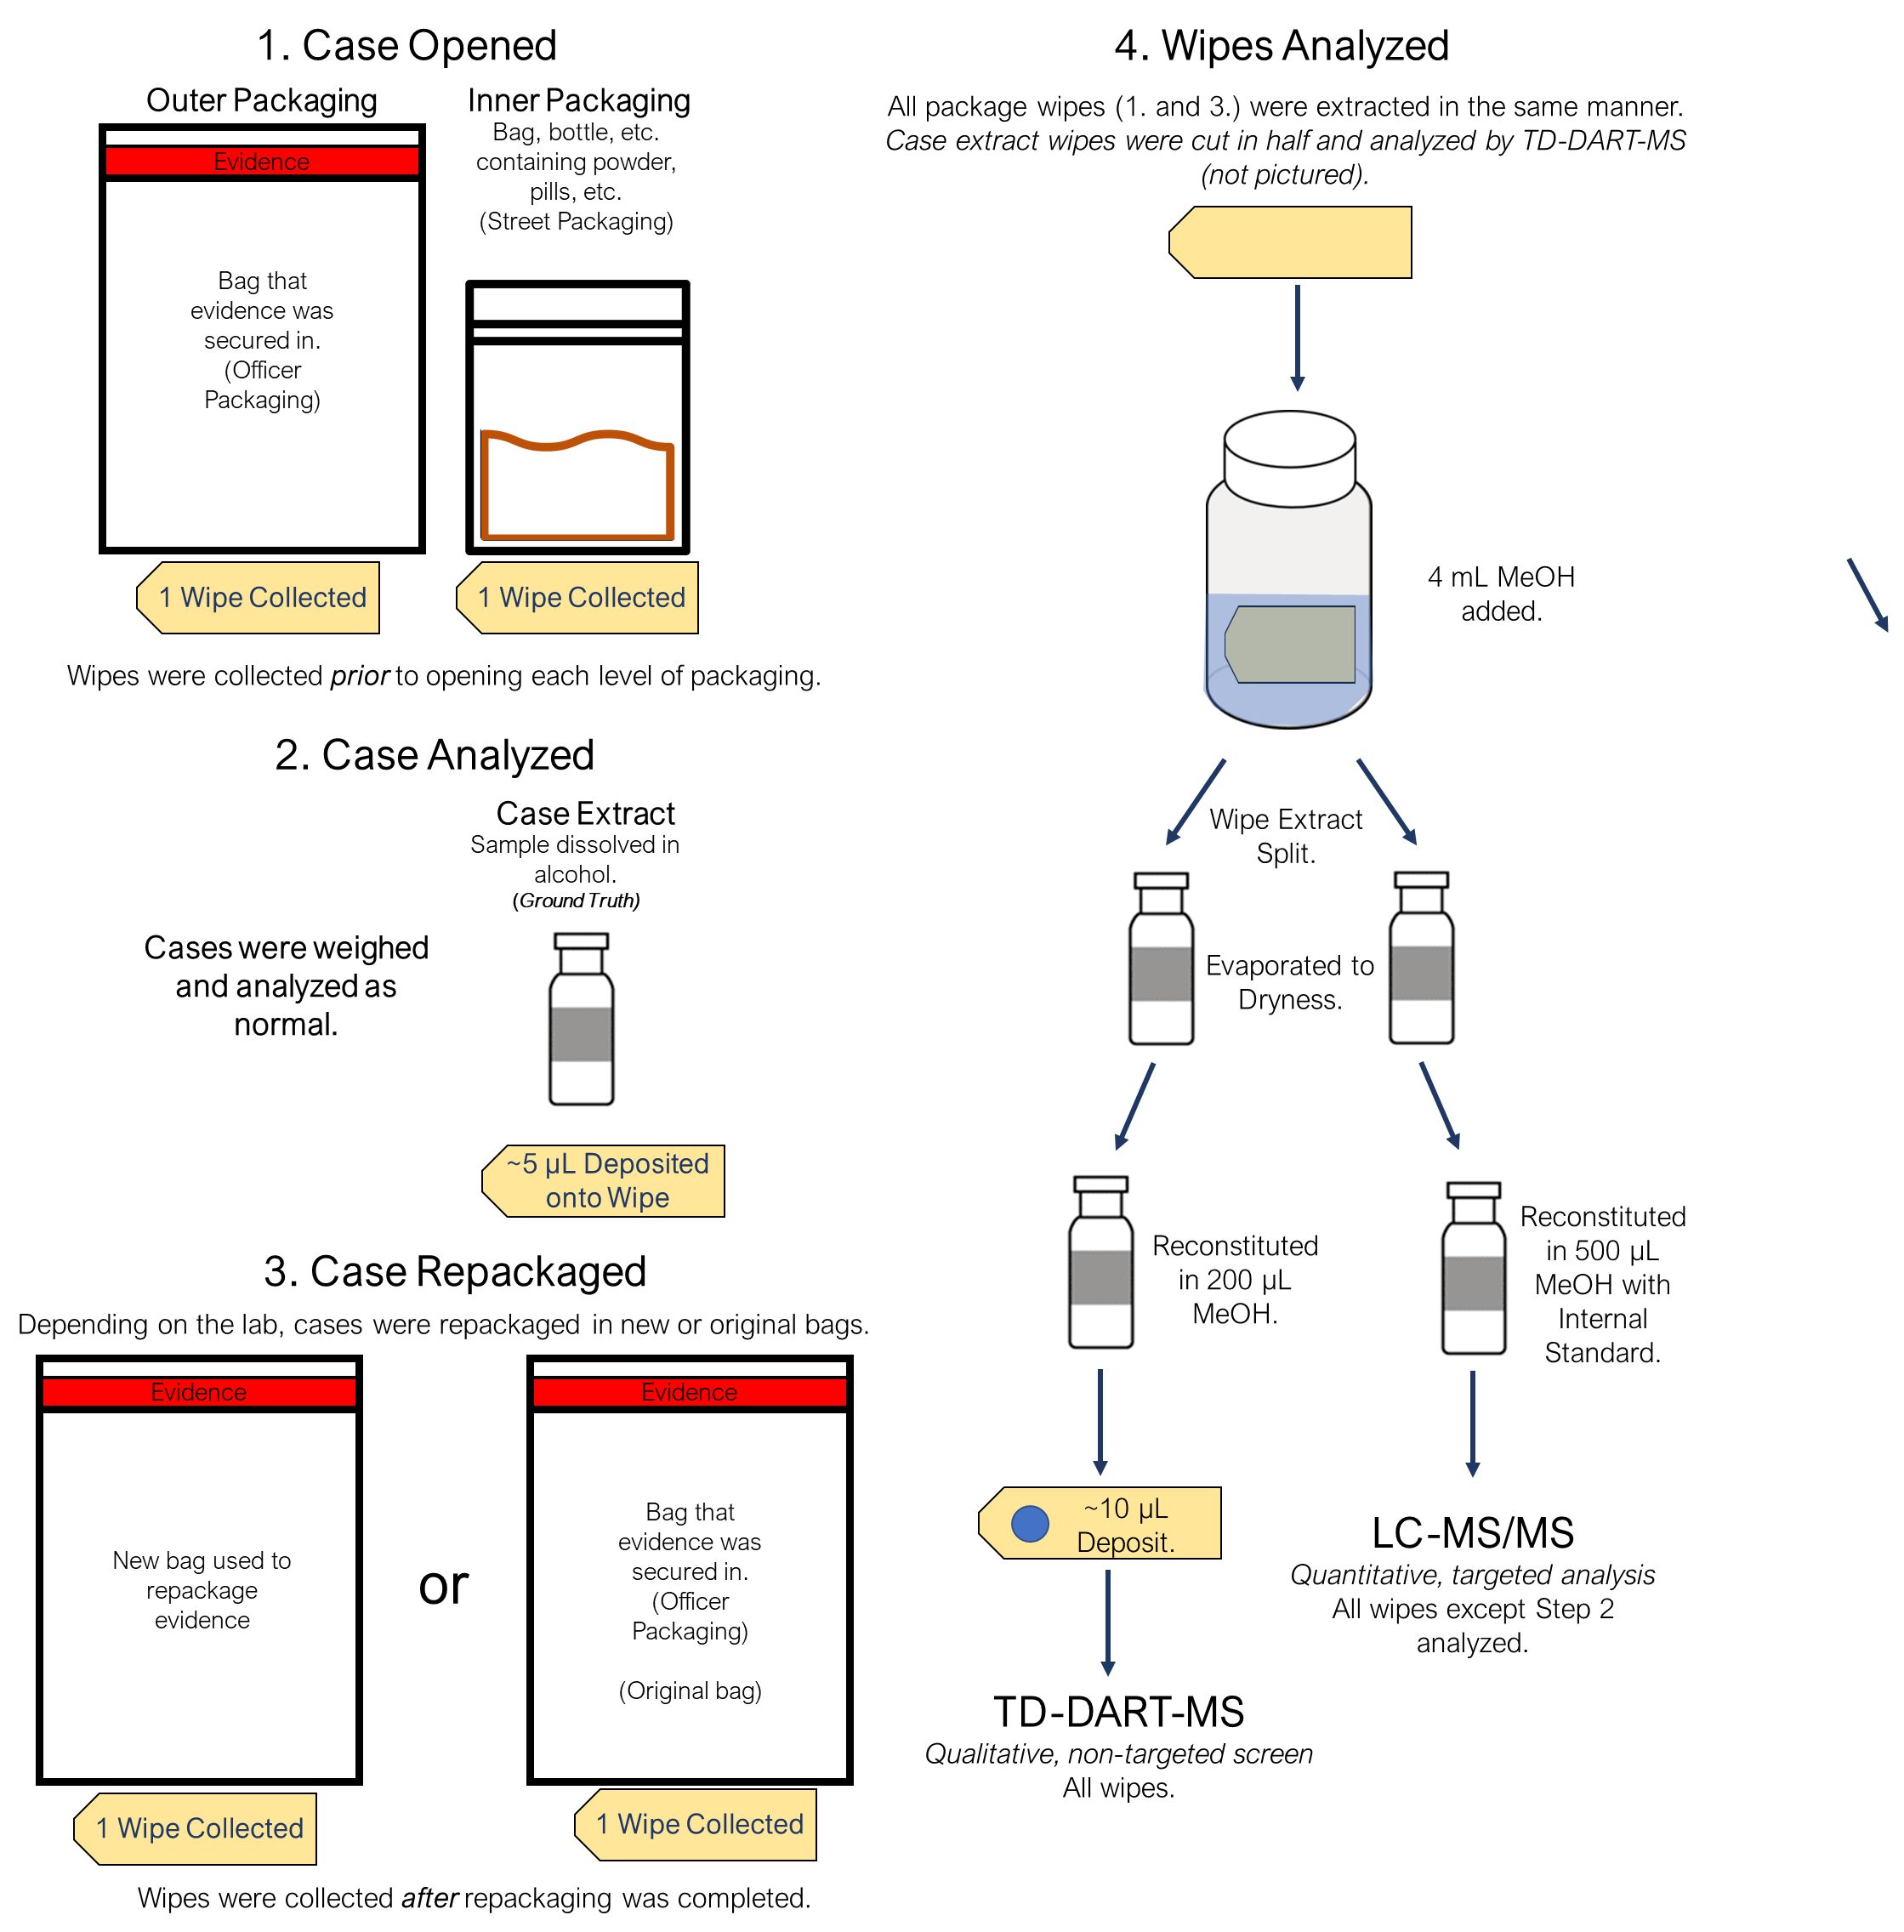 1. Case Opened
Outer Packaging
Evidence
Bag that
evidence was
secured in.
(Officer
Packaging)
1 Wipe Collected
Inner Packaging
Bag, bottle, etc.
containing powder,
pills, etc.
(Street Packaging)
1 Wipe Collected
Wipes were collected prior to opening each level of packaging.
2. Case Analyzed
Case Extract
Sample dissolved in
alcohol.
(Ground Truth)
Cases were weighed
and analyzed as
normal.
~5 µL Deposited
onto Wipe
3. Case Repackaged
Depending on the lab, cases were repackaged in new or original bags.
Evidence
New bag used to
repackage
evidence
1 Wipe Collected
or
Evidence
Bag that
evidence was
secured in.
(Officer
Packaging)
(Original bag)
1 Wipe Collected
Wipes were collected after repackaging was completed.
4. Wipes Analyzed
All package wipes (1. and 3.) were extracted in the same manner.
Case extract wipes were cut in half and analyzed by TD-DART-MS
(not pictured).
4 mL MeOH
added.
Wipe Extract
Split.
Evaporated to
Dryness.
Reconstituted
in 200 µL
MeOH.
Reconstituted
in 500 µL
MeOH with
Internal
Standard.
~10 µL
Deposit.
LC-MS/MS
Quantitative, targeted analysis
All wipes except Step 2
analyzed.
TD-DART-MS
Qualitative, non-targeted screen
All wipes.